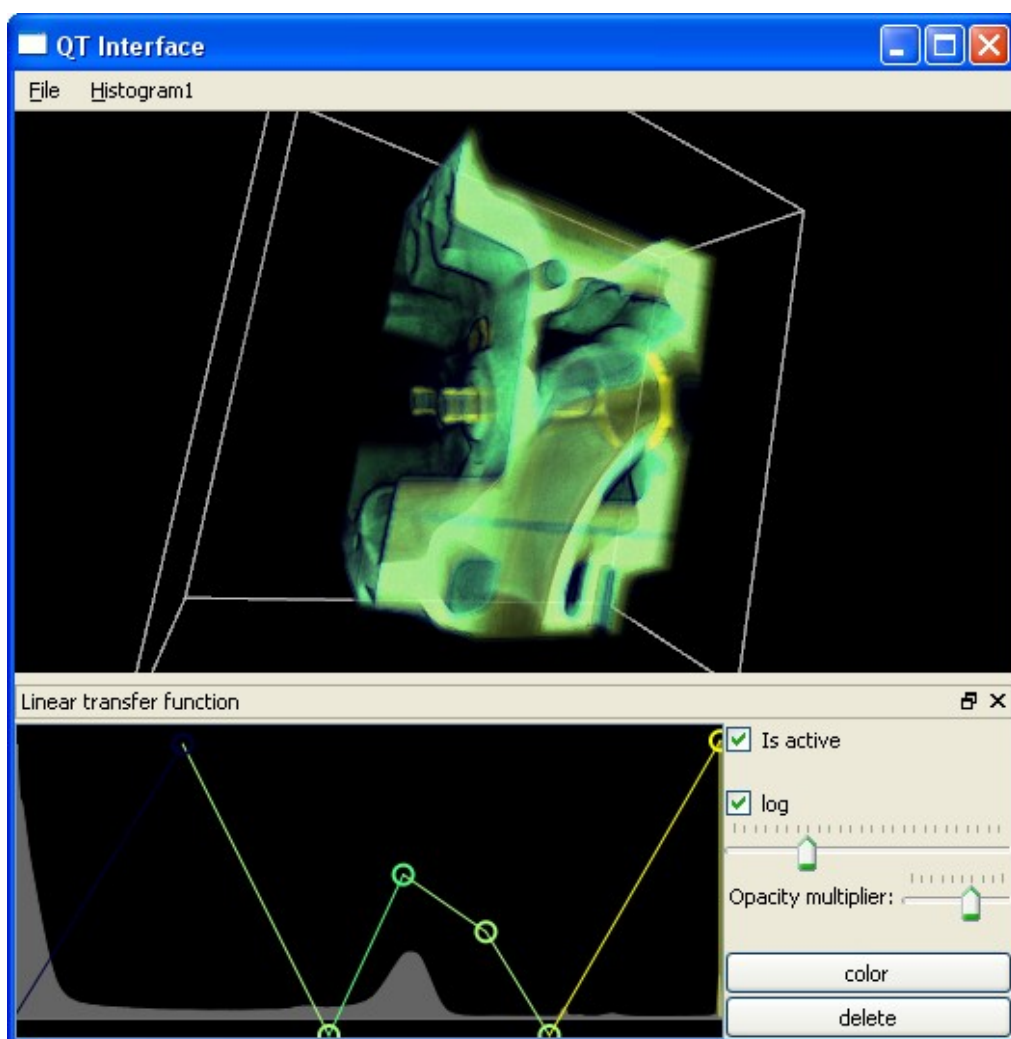 QT Interface
File Histogram1
Linear transfer function
Is active
log
Opacity multiplier:
color
delete